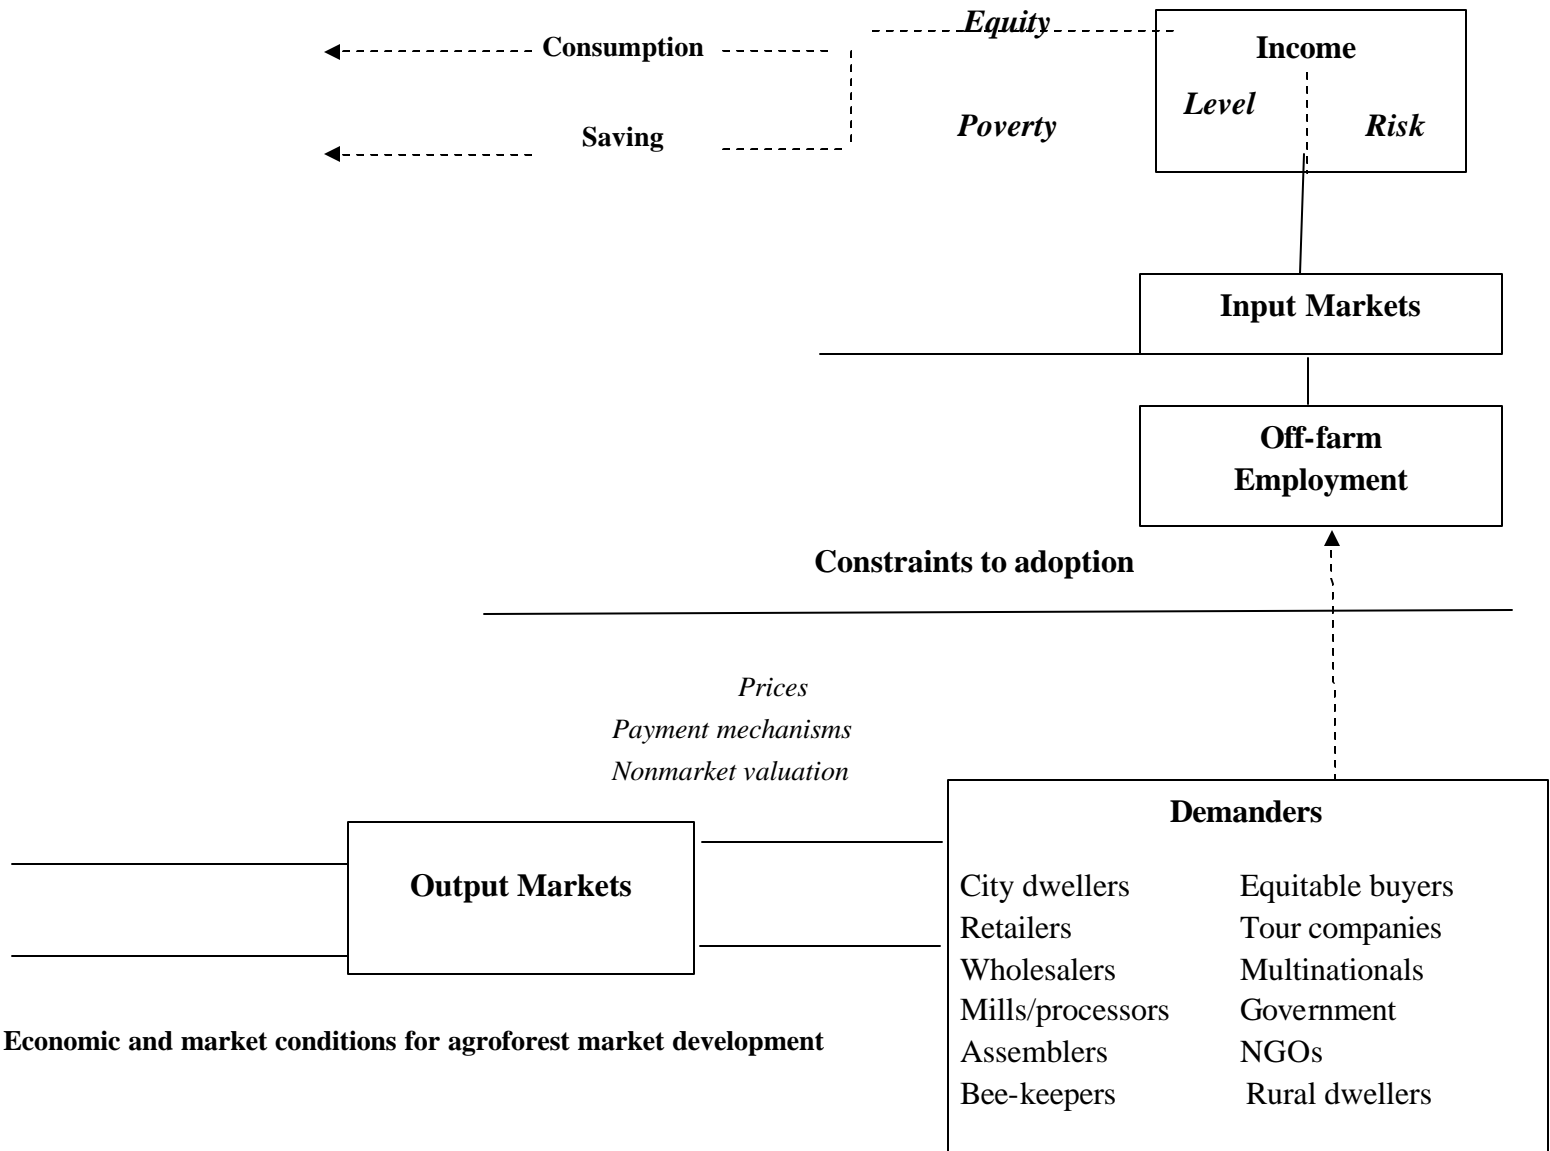 Equity
Consumption
Income
Level
Poverty
Risk
Saving
Input Markets
Off-farm
Employment
Constraints to adoption
Prices
Payment mechanisms
Nonmarket valuation
Demanders
Output Markets
City dwellers
Equitable buyers
Retailers
Tour companies
Wholesalers
Multinationals
Mills/processors
Government
Assemblers
NGOs
Bee-keepers
Rural dwellers
Economic and market conditions for agroforest market development